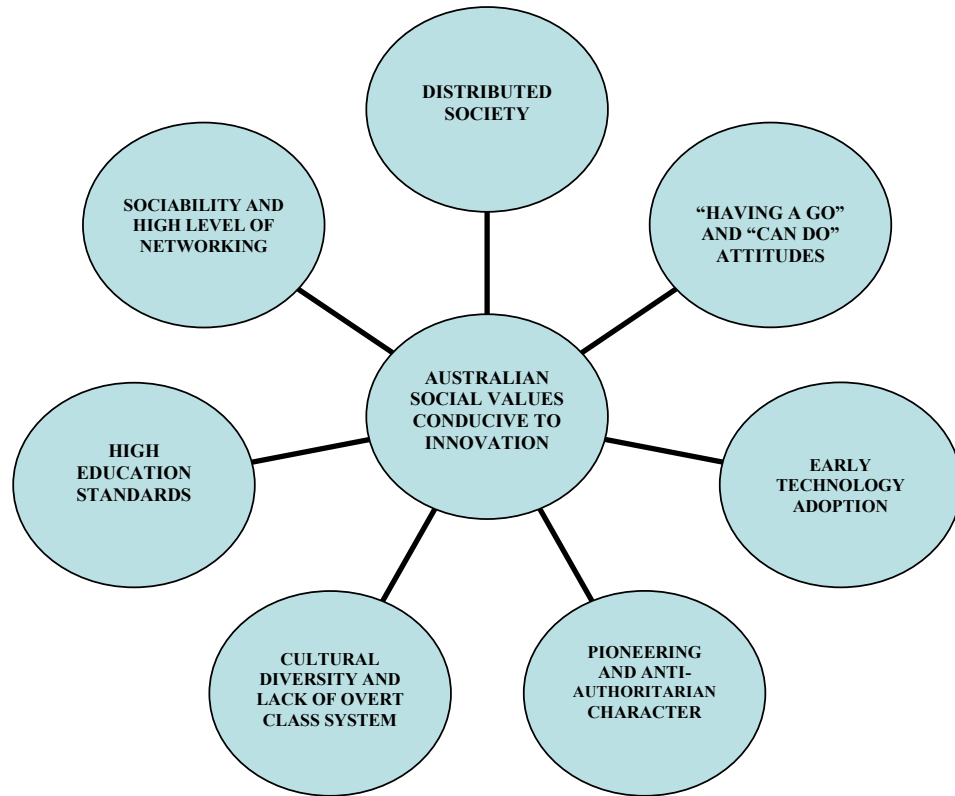 DISTRIBUTED
SOCIETY
“HAVING A GO”
AND “CAN DO”
ATTITUDES
EARLY
TECHNOLOGY
ADOPTION
PIONEERING
AND ANTI-
AUTHORITARIAN
CHARACTER
CULTURAL
DIVERSITY AND
LACK OF OVERT
CLASS SYSTEM
HIGH
EDUCATION
STANDARDS
SOCIABILITY AND
HIGH LEVEL OF
NETWORKING
AUSTRALIAN
SOCIAL VALUES
CONDUCIVE TO
INNOVATION